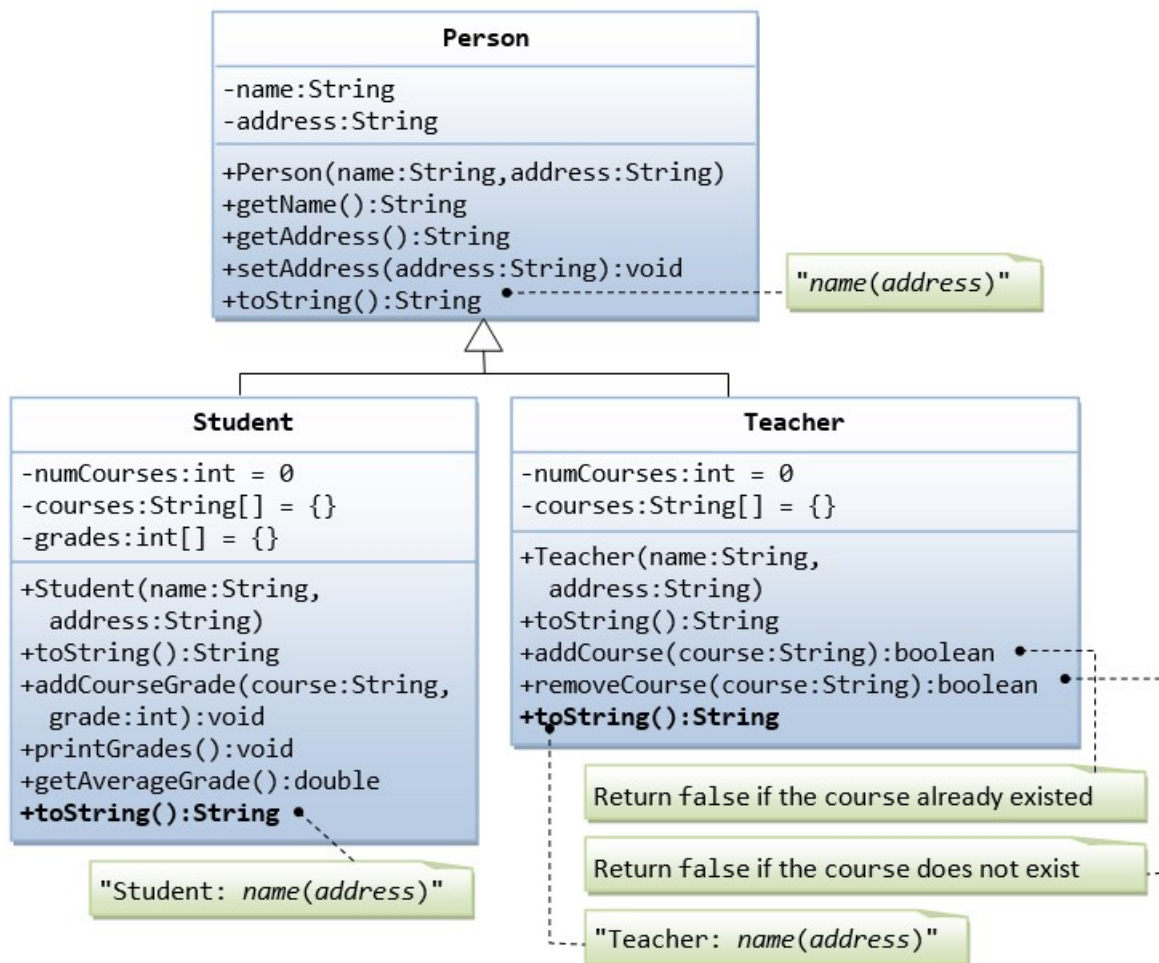 Person
-name:String
-address:String
+Person(name:String,address:String)
+getName():String
+getAddress():String
+setAddress(address:String):void
+toString():String
"name(address)"
Student
-numCourses:int = 0
-courses:String[] = {}
-grades:int[] = {}
+Student(name:String,
address:String)
+toString():String
+addCourseGrade(course:String,
grade:int):void
+printGrades():void
+getAverageGrade():double
+toString():String
"Student: name(address)"
Teacher
-numCourses:int = 0
-courses:String[] = {}
+Teacher(name:String,
address:String)
+toString():String
+addCourse(course:String):boolean
+removeCourse(course:String):boolean
+toString():String
Return false if the course already existed
Return false if the course does not exist
"Teacher: name(address)"